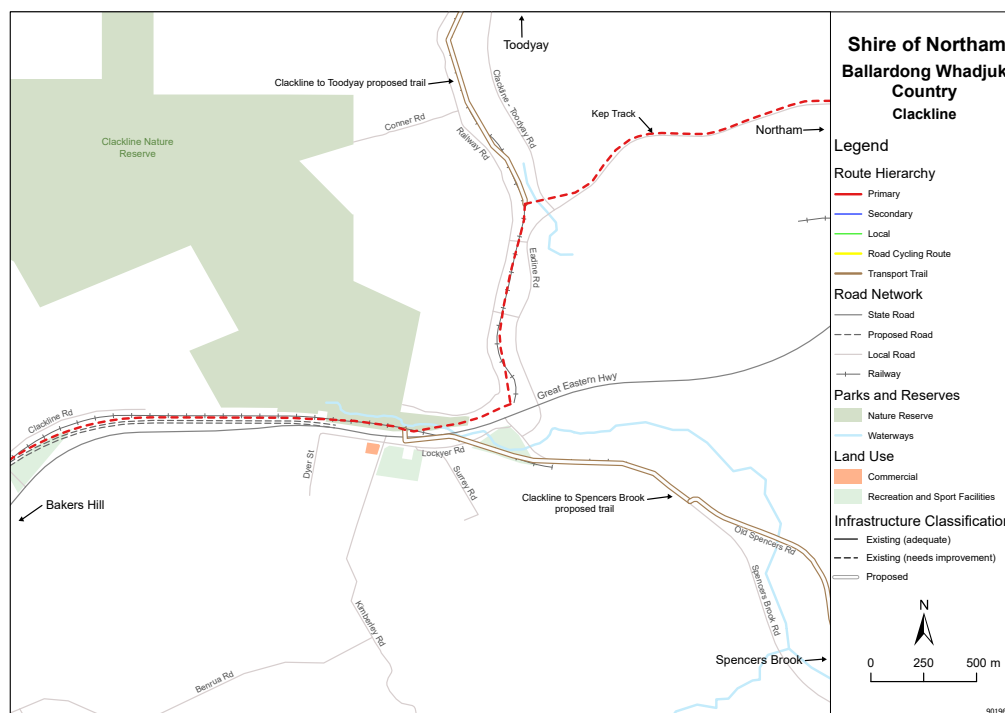 Toodyay
Clackline to Toodyay proposed trail
Clackline - Toodyay Rd
Kep Track
Conner Rd
Northam
Clackline Nature
Reserve
Railway Rd
Eadine Rd
Great Eastern Hwy
Clackline Rd
Lockyer Rd
Dyer St
Surrey Rd
Bakers Hill
Clackline to Spencers Brook
proposed trail
Old Spencers Rd
Spencers Brook Rd
Kimberley Rd
Benrua Rd
Spencers Brook
Shire of Northam
Ballardong Whadjuk
Country
Clackline
Legend
Route Hierarchy
Primary
Secondary
Local
Road Cycling Route
Transport Trail
Road Network
State Road
Proposed Road
Local Road
Railway
Parks and Reserves
Nature Reserve
Waterways
Land Use
Commercial
Recreation and Sport Facilities
Infrastructure Classification
Existing (adequate)
Existing (needs improvement)
Proposed
N
0 250 500 m
90196